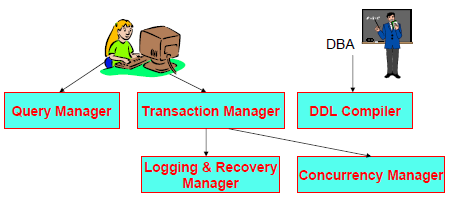 DBA
Query Manager
Transaction Manager
DDL Compiler
Logging & Recovery
Manager
Concurrency Manager